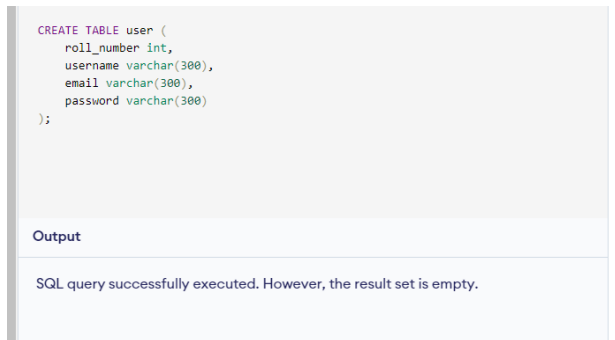 CREATE TABLE user (
    roll_number int,
    username varchar(300),
    email varchar(300),
    password varchar(300)
);
Output
SQL query successfully executed. However, the result set is empty.